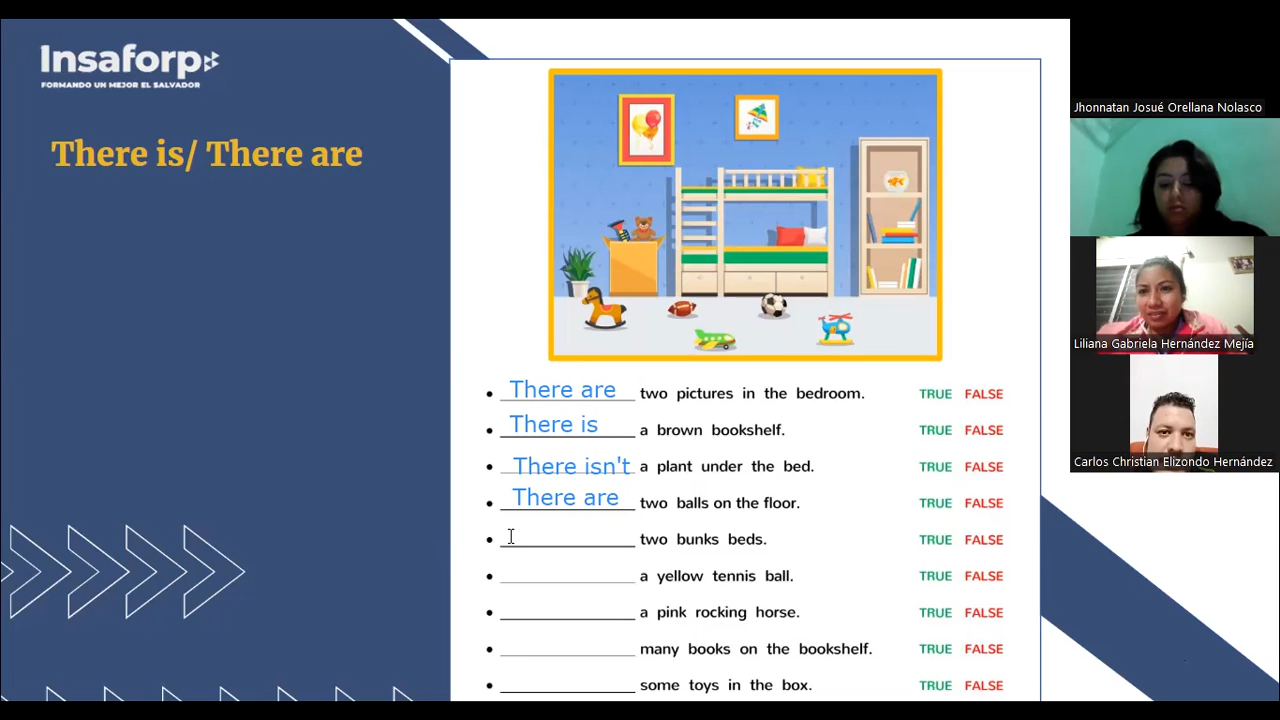 Insaforp
FORMANDO UN MEJOR EL SALVADOR
There is/ There are
There are two pictures in the bedroom. TRUE FALSE
There is a brown bookshelf. TRUE FALSE
There isn't a plant under the bed. TRUE FALSE
There are two balls on the floor. TRUE FALSE
two bunks beds. TRUE FALSE
a yellow tennis ball. TRUE FALSE
a pink rocking horse. TRUE FALSE
many books on the bookshelf. TRUE FALSE
some toys in the box. TRUE FALSE
Jhonnatan Josué Orellana Nolasco
Liliana Gabriela Hernández Mejía
Carlos Christian Elizondo Hernández